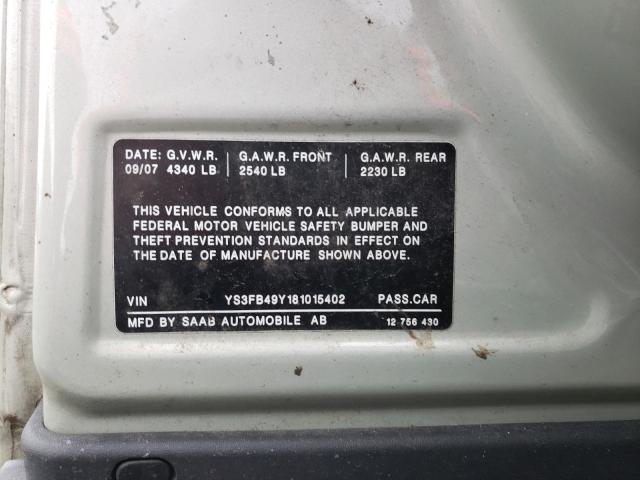 DATE: G.V.W.R. G.A.W.R. FRONT G.A.W.R. REAR
09/07 4340 LB 2540 LB 2230 LB
THIS VEHICLE CONFORMS TO ALL APPLICABLE
FEDERAL MOTOR VEHICLE SAFETY BUMPER AND
THEFT PREVENTION STANDARDS IN EFFECT ON
THE DATE OF MANUFACTURE SHOWN ABOVE.
VIN YS3FB49Y181015402 PASS.CAR
MFD BY SAAB AUTOMOBILE AB 12 756 430